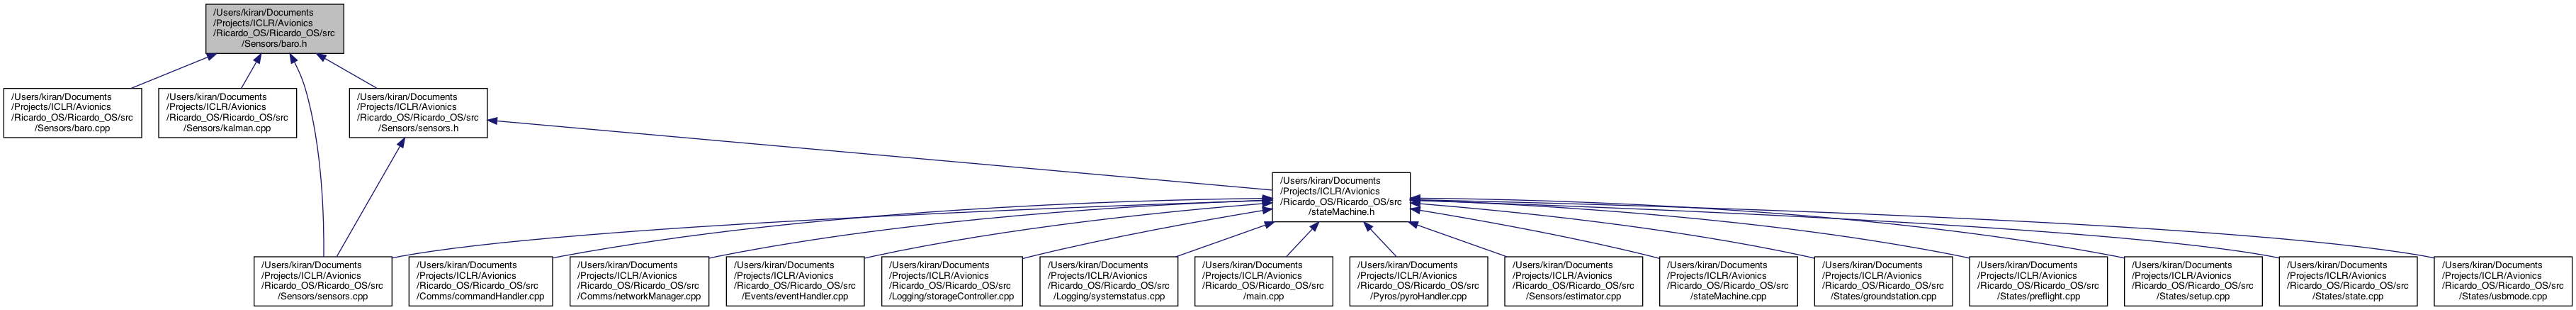 /Users/kiran/Documents
/Projects/ICLR/Avionics
/Ricardo_OS/Ricardo_OS/src
/Sensors/baro.h
/Users/kiran/Documents
/Projects/ICLR/Avionics
/Ricardo_OS/Ricardo_OS/src
/Sensors/baro.cpp
/Users/kiran/Documents
/Projects/ICLR/Avionics
/Ricardo_OS/Ricardo_OS/src
/Sensors/kalman.cpp
/Users/kiran/Documents
/Projects/ICLR/Avionics
/Ricardo_OS/Ricardo_OS/src
/Sensors/sensors.h
/Users/kiran/Documents
/Projects/ICLR/Avionics
/Ricardo_OS/Ricardo_OS/src
/stateMachine.h
/Users/kiran/Documents
/Projects/ICLR/Avionics
/Ricardo_OS/Ricardo_OS/src
/Sensors/sensors.cpp
/Users/kiran/Documents
/Projects/ICLR/Avionics
/Ricardo_OS/Ricardo_OS/src
/Comms/commandHandler.cpp
/Users/kiran/Documents
/Projects/ICLR/Avionics
/Ricardo_OS/Ricardo_OS/src
/Comms/networkManager.cpp
/Users/kiran/Documents
/Projects/ICLR/Avionics
/Ricardo_OS/Ricardo_OS/src
/Events/eventHandler.cpp
/Users/kiran/Documents
/Projects/ICLR/Avionics
/Ricardo_OS/Ricardo_OS/src
/Logging/storageController.cpp
/Users/kiran/Documents
/Projects/ICLR/Avionics
/Ricardo_OS/Ricardo_OS/src
/Logging/systemstatus.cpp
/Users/kiran/Documents
/Projects/ICLR/Avionics
/Ricardo_OS/Ricardo_OS/src
/main.cpp
/Users/kiran/Documents
/Projects/ICLR/Avionics
/Ricardo_OS/Ricardo_OS/src
/Pyros/pyroHandler.cpp
/Users/kiran/Documents
/Projects/ICLR/Avionics
/Ricardo_OS/Ricardo_OS/src
/Sensors/estimator.cpp
/Users/kiran/Documents
/Projects/ICLR/Avionics
/Ricardo_OS/Ricardo_OS/src
/stateMachine.cpp
/Users/kiran/Documents
/Projects/ICLR/Avionics
/Ricardo_OS/Ricardo_OS/src
/States/groundstation.cpp
/Users/kiran/Documents
/Projects/ICLR/Avionics
/Ricardo_OS/Ricardo_OS/src
/States/preflight.cpp
/Users/kiran/Documents
/Projects/ICLR/Avionics
/Ricardo_OS/Ricardo_OS/src
/States/setup.cpp
/Users/kiran/Documents
/Projects/ICLR/Avionics
/Ricardo_OS/Ricardo_OS/src
/States/state.cpp
/Users/kiran/Documents
/Projects/ICLR/Avionics
/Ricardo_OS/Ricardo_OS/src
/States/usbmode.cpp